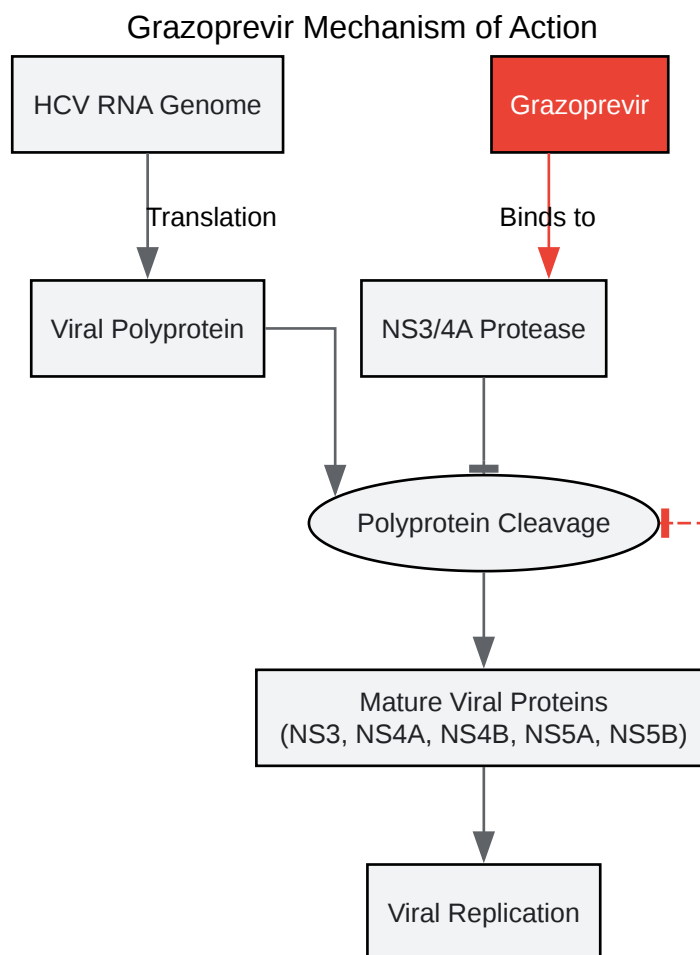 Grazoprevir Mechanism of Action
HCV RNA Genome
Grazoprevir
Translation
Binds to
Viral Polyprotein
NS3/4A Protease
Polyprotein Cleavage
Mature Viral Proteins
(NS3, NS4A, NS4B, NS5A, NS5B)
Viral Replication